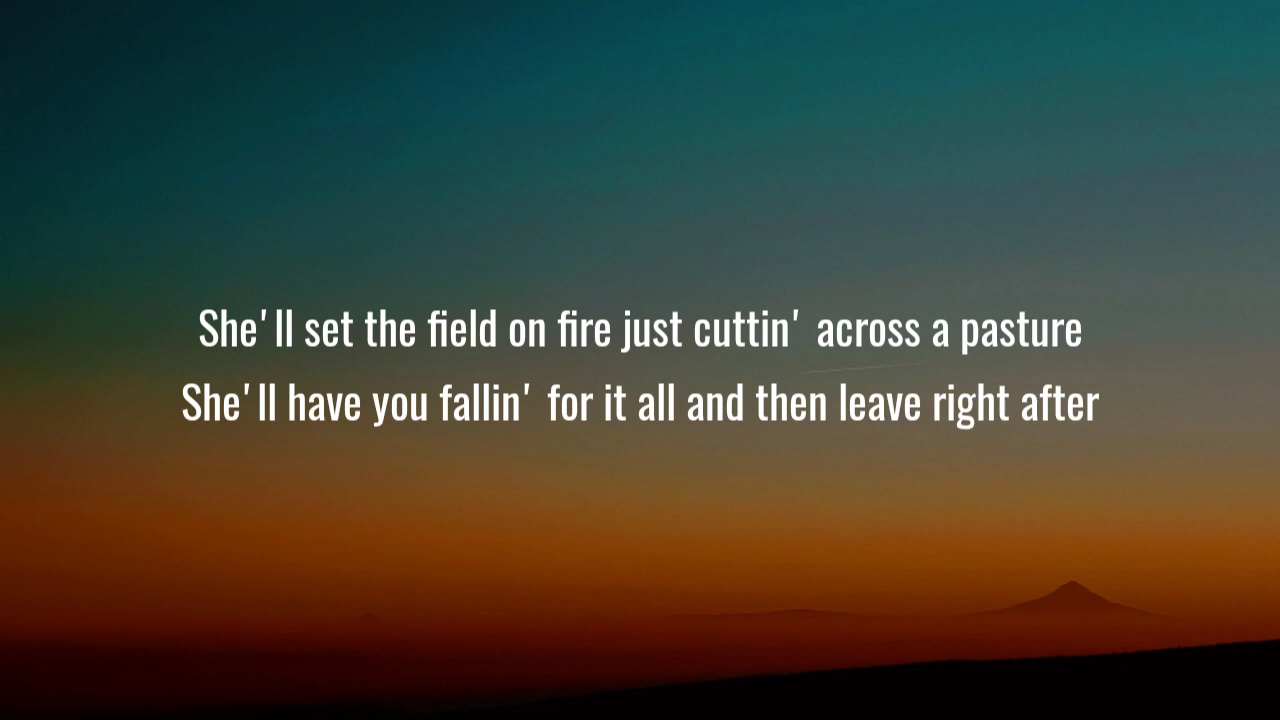 She'll set the field on fire just cuttin' across a pasture
She'll have you fallin' for it all and then leave right after